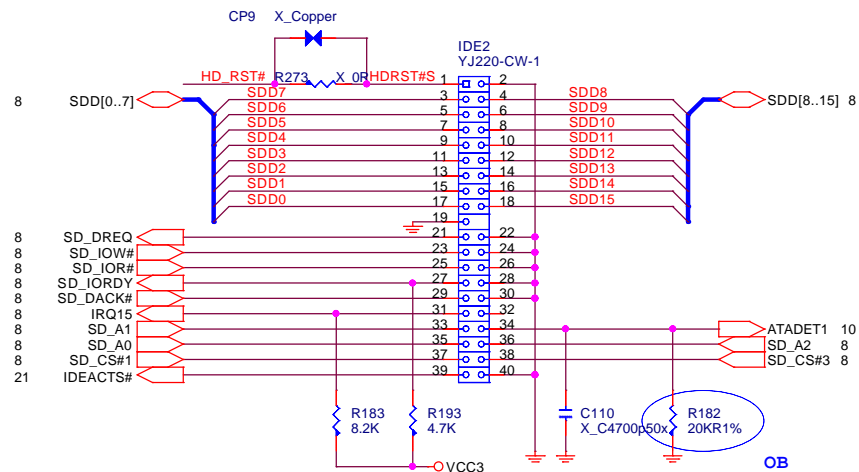 CP9 X_Copper
IDE2
YJ220-CW-1
HD_RST# R273 X_0R HDRST#S 1 2
8 SDD[0..7] SDD7 3 4 SDD8 SDD[8..15] 8
SDD6 5 6 SDD9
SDD5 7 8 SDD10
SDD4 9 10 SDD11
SDD3 11 12 SDD12
SDD2 13 14 SDD13
SDD1 15 16 SDD14
SDD0 17 18 SDD15
19
8 SD_DREQ 21 22
8 SD_IOW# 23 24
8 SD_IOR# 25 26
8 SD_IORDY 27 28
8 SD_DACK# 29 30
8 IRQ15 31 32
8 SD_A1 33 34 ATADET1 10
8 SD_A0 35 36 SD_A2 8
8 SD_CS#1 37 38 SD_CS#3 8
21 IDEACTS# 39 40
R183 R193 C110 R182
8.2K 4.7K X_C4700p50x 20KR1%
VCC3 OB